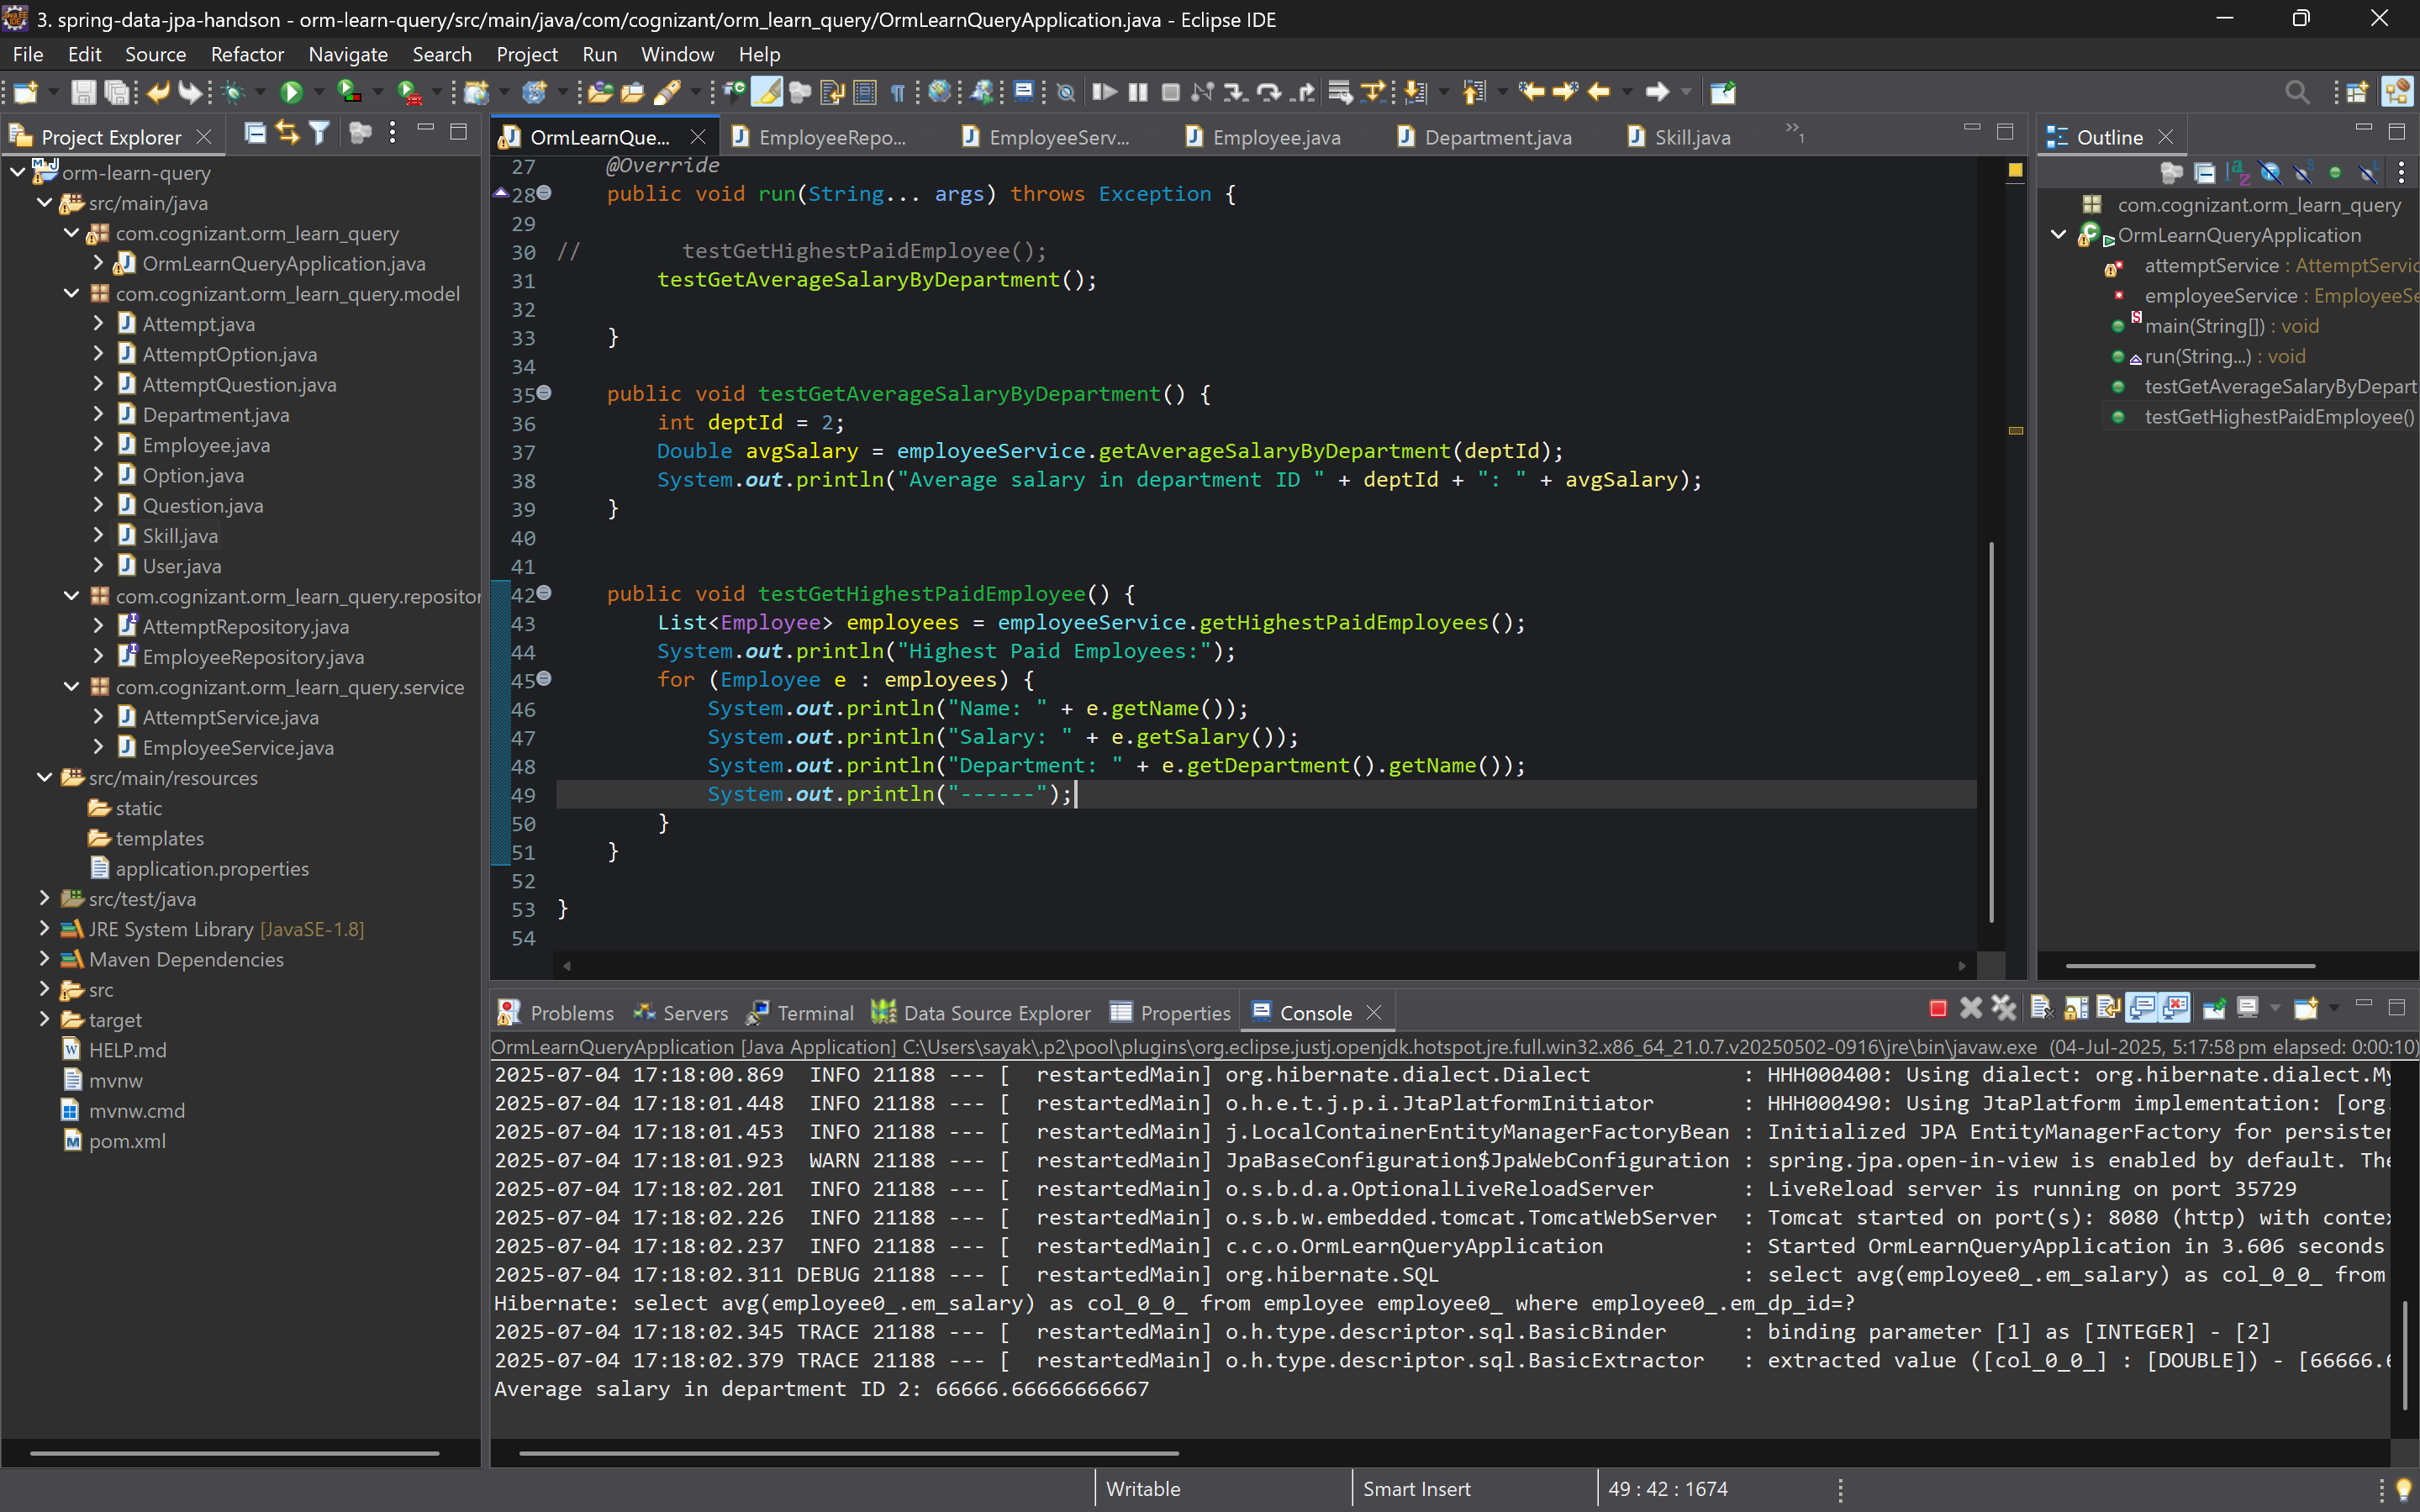 3. spring-data-jpa-handson - orm-learn-query/src/main/java/com/cognizant/orm_learn_query/OrmLearnQueryApplication.java - Eclipse IDE
File Edit Source Refactor Navigate Search Project Run Window Help
Project Explorer
orm-learn-query
src/main/java
com.cognizant.orm_learn_query
OrmLearnQueryApplication.java
com.cognizant.orm_learn_query.model
Attempt.java
AttemptOption.java
AttemptQuestion.java
Department.java
Employee.java
Option.java
Question.java
Skill.java
User.java
com.cognizant.orm_learn_query.repositor
AttemptRepository.java
EmployeeRepository.java
com.cognizant.orm_learn_query.service
AttemptService.java
EmployeeService.java
src/main/resources
static
templates
application.properties
src/test/java
JRE System Library [JavaSE-1.8]
Maven Dependencies
src
target
HELP.md
mvnw
mvnw.cmd
pom.xml
OrmLearnQue... EmployeeRepo... EmployeeServ... Employee.java Department.java Skill.java »1
27 @Override
28 public void run(String... args) throws Exception {
29
30 // testGetHighestPaidEmployee();
31 testGetAverageSalaryByDepartment();
32
33 }
34
35 public void testGetAverageSalaryByDepartment() {
36 int deptId = 2;
37 Double avgSalary = employeeService.getAverageSalaryByDepartment(deptId);
38 System.out.println("Average salary in department ID " + deptId + ": " + avgSalary);
39 }
40
41
42 public void testGetHighestPaidEmployee() {
43 List<Employee> employees = employeeService.getHighestPaidEmployees();
44 System.out.println("Highest Paid Employees:");
45 for (Employee e : employees) {
46 System.out.println("Name: " + e.getName());
47 System.out.println("Salary: " + e.getSalary());
48 System.out.println("Department: " + e.getDepartment().getName());
49 System.out.println("------");
50 }
51 }
52
53 }
54
Outline
com.cognizant.orm_learn_query
OrmLearnQueryApplication
attemptService : AttemptServic
employeeService : EmployeeSe
main(String[]) : void
run(String...) : void
testGetAverageSalaryByDepart
testGetHighestPaidEmployee()
Problems Servers Terminal Data Source Explorer Properties Console
OrmLearnQueryApplication [Java Application] C:\Users\sayak\.p2\pool\plugins\org.eclipse.justj.openjdk.hotspot.jre.full.win32.x86_64_21.0.7.v20250502-0916\jre\bin\javaw.exe (04-Jul-2025, 5:17:58 pm elapsed: 0:00:10)
2025-07-04 17:18:00.869 INFO 21188 --- [ restartedMain] org.hibernate.dialect.Dialect : HHH000400: Using dialect: org.hibernate.dialect.My
2025-07-04 17:18:01.448 INFO 21188 --- [ restartedMain] o.h.e.t.j.p.i.JtaPlatformInitiator : HHH000490: Using JtaPlatform implementation: [org.
2025-07-04 17:18:01.453 INFO 21188 --- [ restartedMain] j.LocalContainerEntityManagerFactoryBean : Initialized JPA EntityManagerFactory for persister
2025-07-04 17:18:01.923 WARN 21188 --- [ restartedMain] JpaBaseConfiguration$JpaWebConfiguration : spring.jpa.open-in-view is enabled by default. The
2025-07-04 17:18:02.201 INFO 21188 --- [ restartedMain] o.s.b.d.a.OptionalLiveReloadServer : LiveReload server is running on port 35729
2025-07-04 17:18:02.226 INFO 21188 --- [ restartedMain] o.s.b.w.embedded.tomcat.TomcatWebServer : Tomcat started on port(s): 8080 (http) with contex
2025-07-04 17:18:02.237 INFO 21188 --- [ restartedMain] c.c.o.OrmLearnQueryApplication : Started OrmLearnQueryApplication in 3.606 seconds
2025-07-04 17:18:02.311 DEBUG 21188 --- [ restartedMain] org.hibernate.SQL : select avg(employee0_.em_salary) as col_0_0_ from
Hibernate: select avg(employee0_.em_salary) as col_0_0_ from employee employee0_ where employee0_.em_dp_id=?
2025-07-04 17:18:02.345 TRACE 21188 --- [ restartedMain] o.h.type.descriptor.sql.BasicBinder : binding parameter [1] as [INTEGER] - [2]
2025-07-04 17:18:02.379 TRACE 21188 --- [ restartedMain] o.h.type.descriptor.sql.BasicExtractor : extracted value ([col_0_0_] : [DOUBLE]) - [66666.6
Average salary in department ID 2: 66666.66666666667
Writable Smart Insert 49 : 42 : 1674